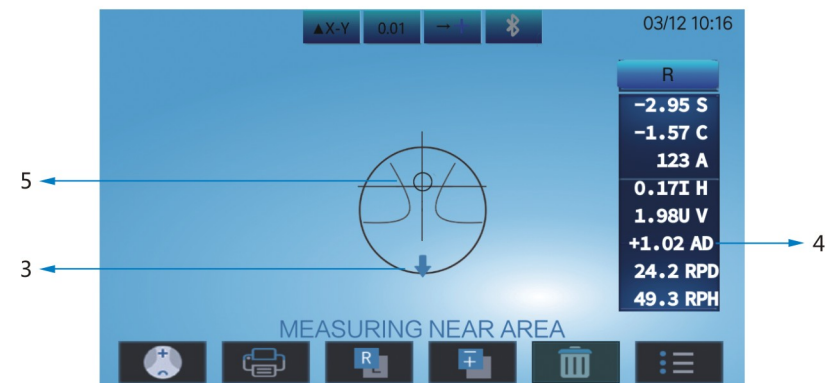 ▲X-Y 0.01 → λ 03/12 10:16
R
-2.95 S
-1.57 C
123 A
0.17I H
1.98U V
+1.02 AD
24.2 RPD
49.3 RPH
5
4
3
MEASURING NEAR AREA
+ -
R L
∓